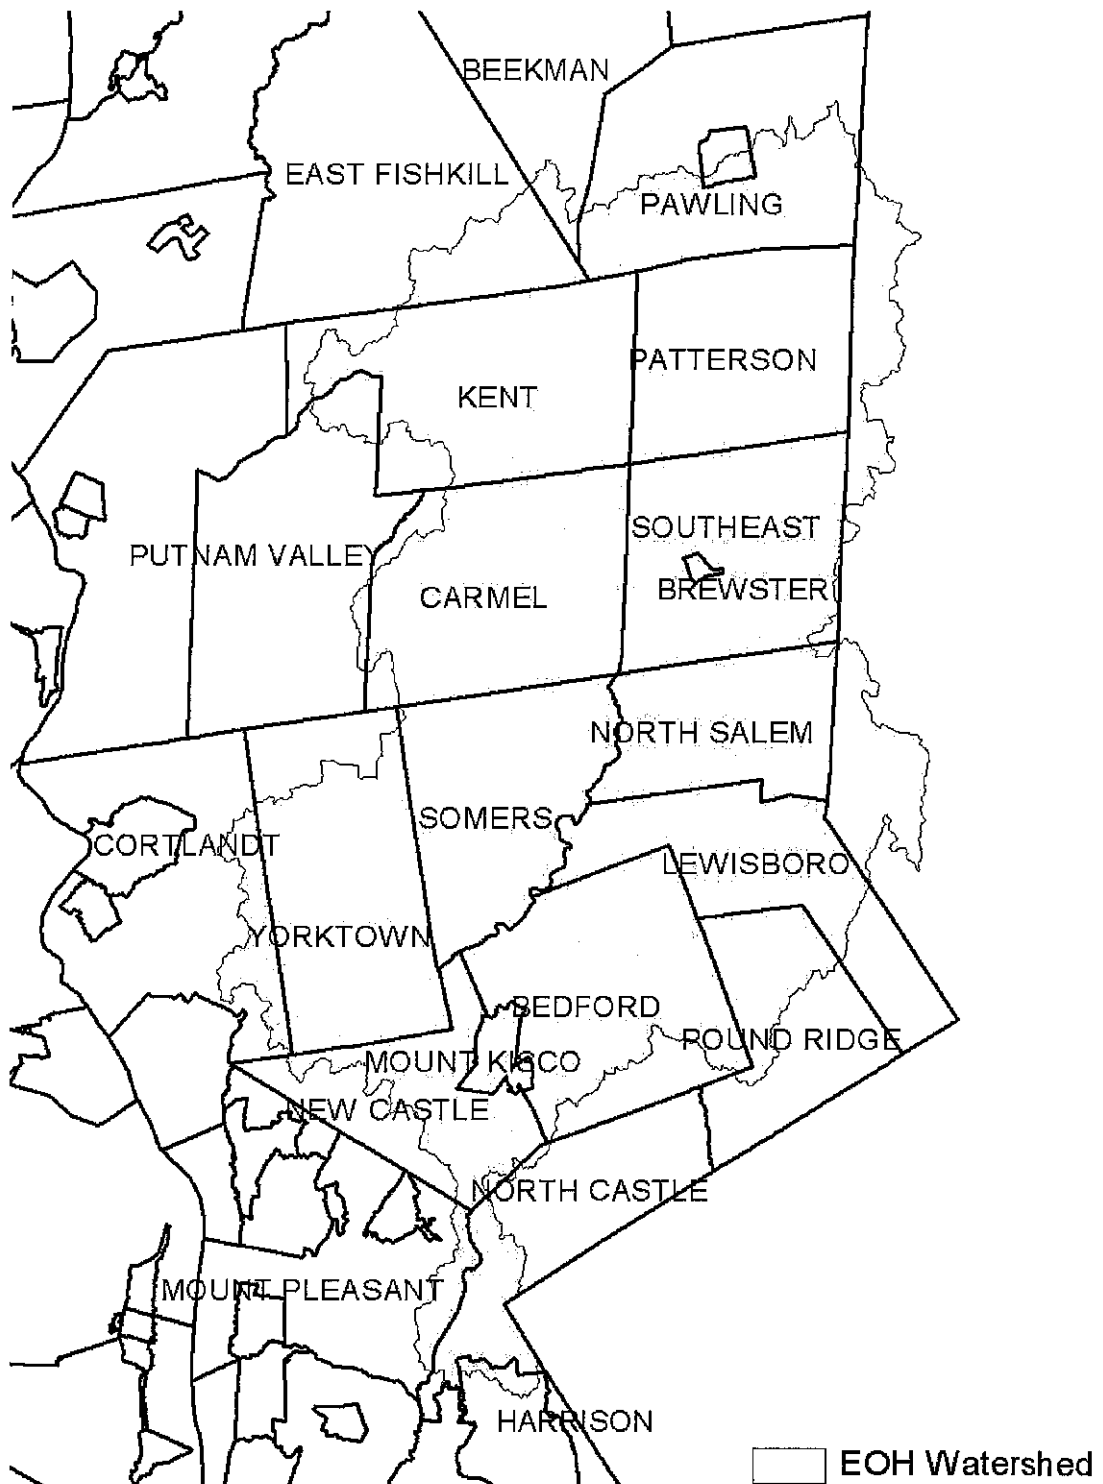 BEEKMAN
EAST FISHKILL
PAWLING
PATTERSON
KENT
SOUTHEAST
PUTNAM VALLEY
BREWSTER
CARMEL
NORTH SALEM
SOMERS
CORTLANDT
LEWISBORO
YORKTOWN
BEDFORD
POUND RIDGE
MOUNT KISCO
NEW CASTLE
NORTH CASTLE
MOUNT PLEASANT
HARRISON
EOH Watershed